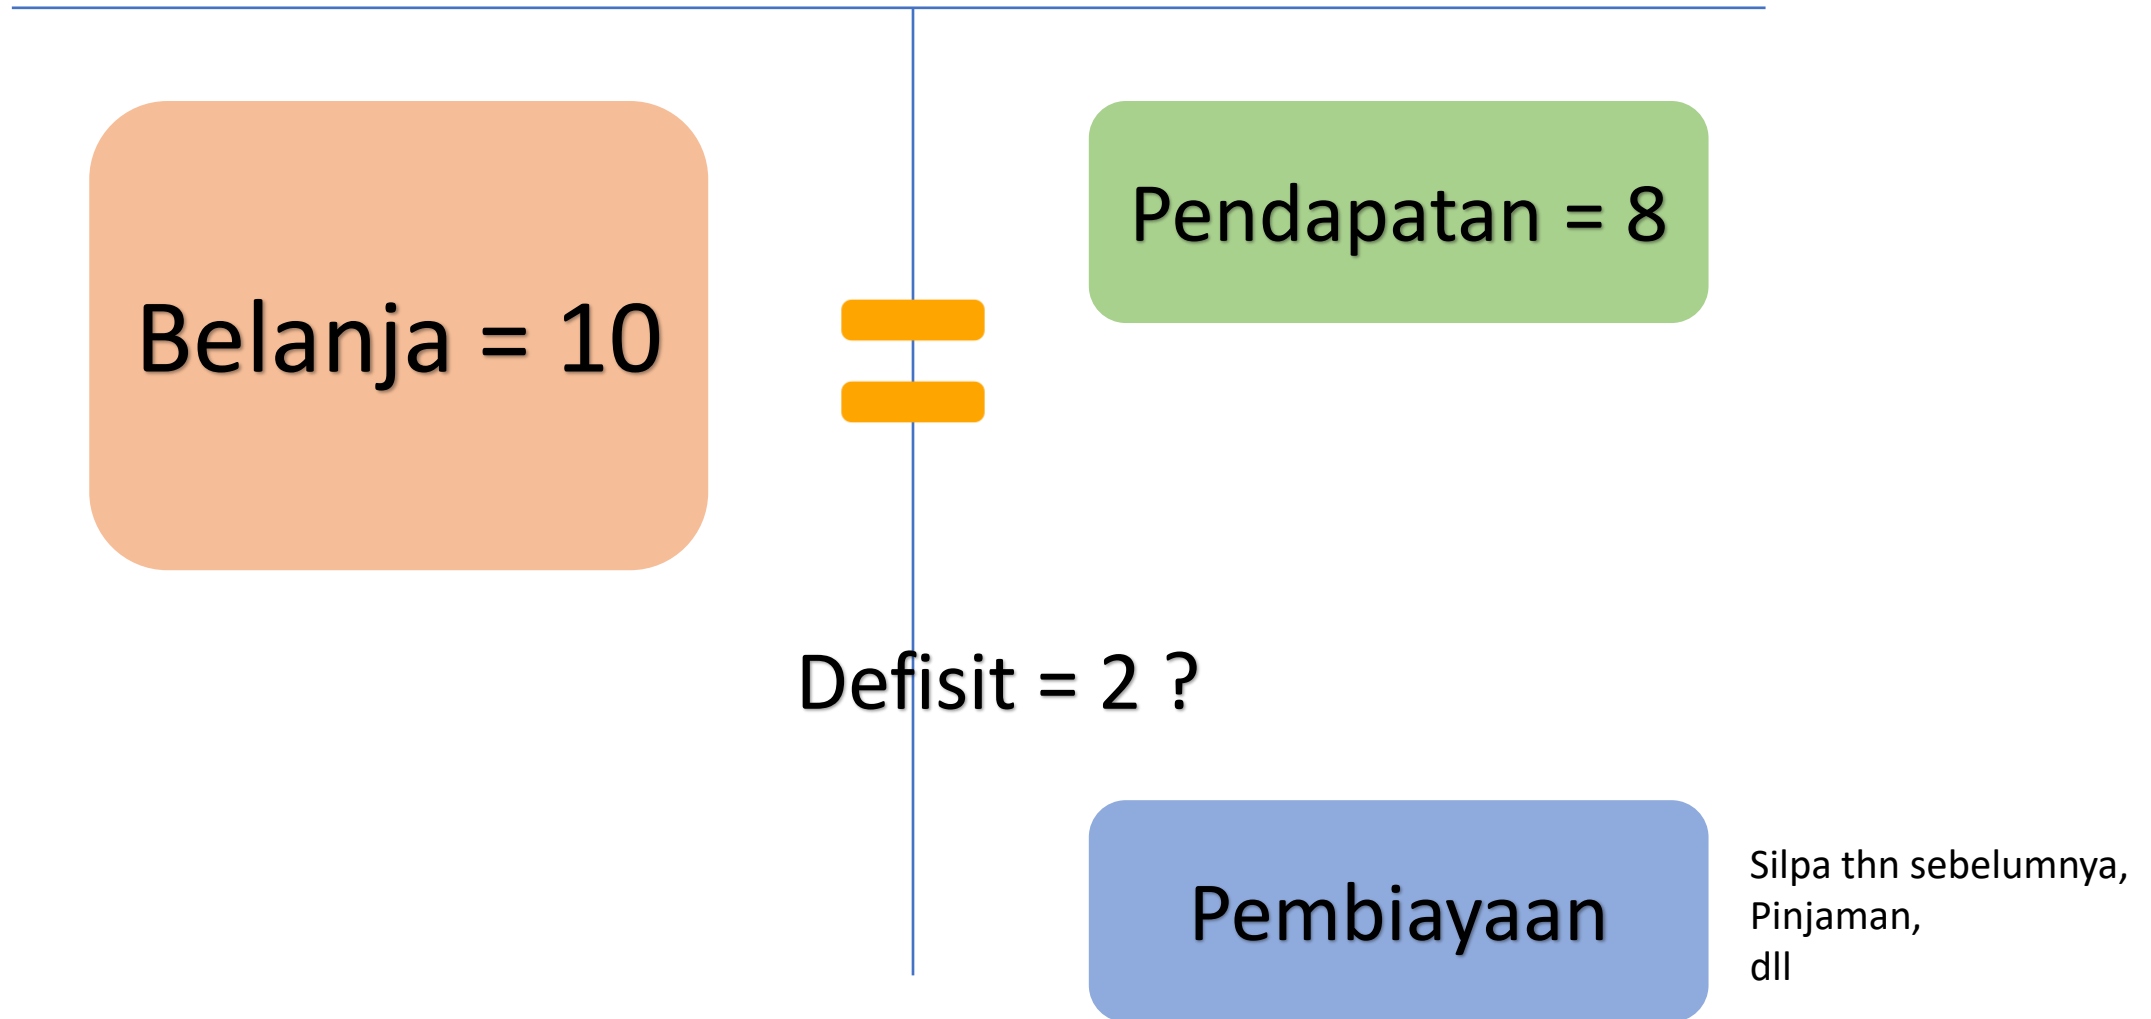 Belanja = 10
Pendapatan = 8
Defisit = 2 ?
Pembiayaan
Silpa thn sebelumnya,
Pinjaman,
dll